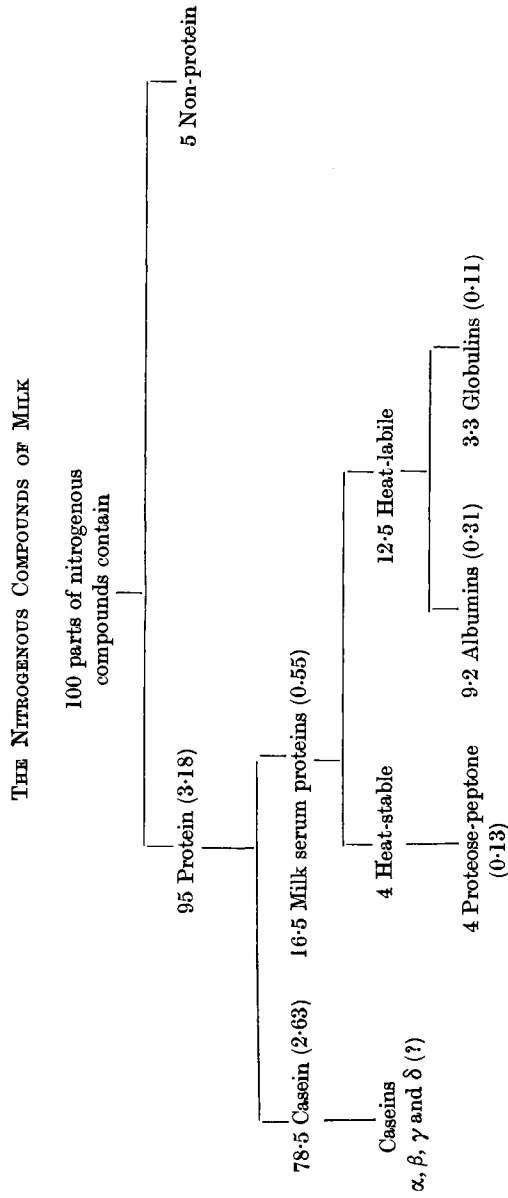 THE NITROGENOUS COMPOUNDS OF MILK
100 parts of nitrogenous
compounds contain
95 Protein (3·18)
5 Non-protein
78·5 Casein (2·63)
16·5 Milk serum proteins (0·55)
Caseins
α, β, γ and δ (?)
4 Heat-stable
12·5 Heat-labile
4 Proteose-peptone
(0·13)
9·2 Albumins (0·31)
3·3 Globulins (0·11)